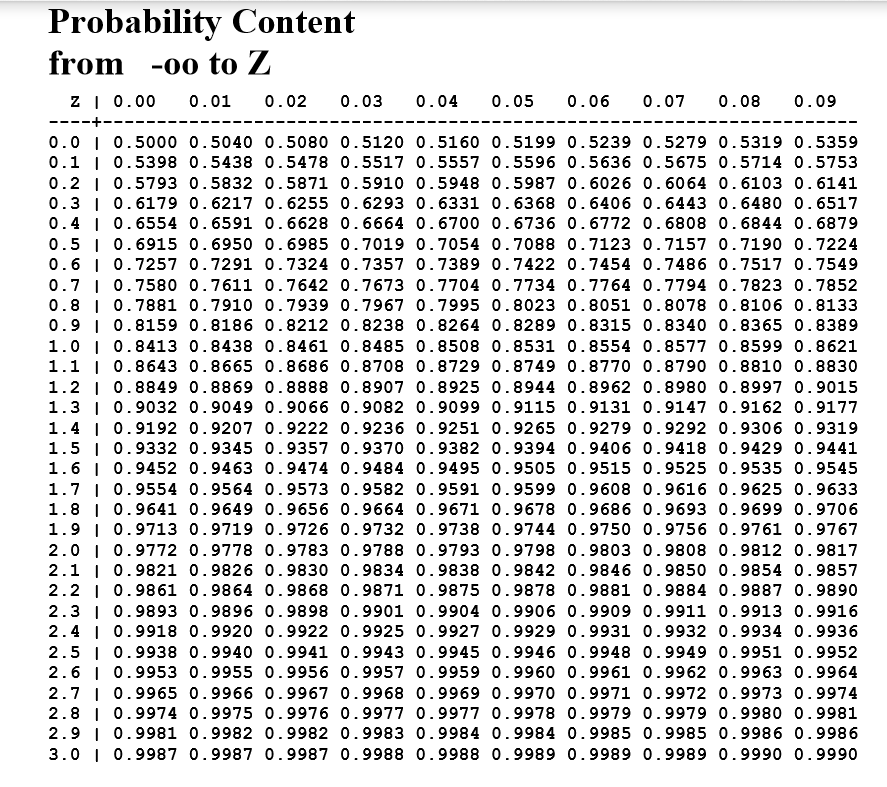 Probability Content
from -oo to Z
Z | 0.00 0.01 0.02 0.03 0.04 0.05 0.06 0.07 0.08 0.09
----+----------------------------------------------------------------------
0.0 | 0.5000 0.5040 0.5080 0.5120 0.5160 0.5199 0.5239 0.5279 0.5319 0.5359
0.1 | 0.5398 0.5438 0.5478 0.5517 0.5557 0.5596 0.5636 0.5675 0.5714 0.5753
0.2 | 0.5793 0.5832 0.5871 0.5910 0.5948 0.5987 0.6026 0.6064 0.6103 0.6141
0.3 | 0.6179 0.6217 0.6255 0.6293 0.6331 0.6368 0.6406 0.6443 0.6480 0.6517
0.4 | 0.6554 0.6591 0.6628 0.6664 0.6700 0.6736 0.6772 0.6808 0.6844 0.6879
0.5 | 0.6915 0.6950 0.6985 0.7019 0.7054 0.7088 0.7123 0.7157 0.7190 0.7224
0.6 | 0.7257 0.7291 0.7324 0.7357 0.7389 0.7422 0.7454 0.7486 0.7517 0.7549
0.7 | 0.7580 0.7611 0.7642 0.7673 0.7704 0.7734 0.7764 0.7794 0.7823 0.7852
0.8 | 0.7881 0.7910 0.7939 0.7967 0.7995 0.8023 0.8051 0.8078 0.8106 0.8133
0.9 | 0.8159 0.8186 0.8212 0.8238 0.8264 0.8289 0.8315 0.8340 0.8365 0.8389
1.0 | 0.8413 0.8438 0.8461 0.8485 0.8508 0.8531 0.8554 0.8577 0.8599 0.8621
1.1 | 0.8643 0.8665 0.8686 0.8708 0.8729 0.8749 0.8770 0.8790 0.8810 0.8830
1.2 | 0.8849 0.8869 0.8888 0.8907 0.8925 0.8944 0.8962 0.8980 0.8997 0.9015
1.3 | 0.9032 0.9049 0.9066 0.9082 0.9099 0.9115 0.9131 0.9147 0.9162 0.9177
1.4 | 0.9192 0.9207 0.9222 0.9236 0.9251 0.9265 0.9279 0.9292 0.9306 0.9319
1.5 | 0.9332 0.9345 0.9357 0.9370 0.9382 0.9394 0.9406 0.9418 0.9429 0.9441
1.6 | 0.9452 0.9463 0.9474 0.9484 0.9495 0.9505 0.9515 0.9525 0.9535 0.9545
1.7 | 0.9554 0.9564 0.9573 0.9582 0.9591 0.9599 0.9608 0.9616 0.9625 0.9633
1.8 | 0.9641 0.9649 0.9656 0.9664 0.9671 0.9678 0.9686 0.9693 0.9699 0.9706
1.9 | 0.9713 0.9719 0.9726 0.9732 0.9738 0.9744 0.9750 0.9756 0.9761 0.9767
2.0 | 0.9772 0.9778 0.9783 0.9788 0.9793 0.9798 0.9803 0.9808 0.9812 0.9817
2.1 | 0.9821 0.9826 0.9830 0.9834 0.9838 0.9842 0.9846 0.9850 0.9854 0.9857
2.2 | 0.9861 0.9864 0.9868 0.9871 0.9875 0.9878 0.9881 0.9884 0.9887 0.9890
2.3 | 0.9893 0.9896 0.9898 0.9901 0.9904 0.9906 0.9909 0.9911 0.9913 0.9916
2.4 | 0.9918 0.9920 0.9922 0.9925 0.9927 0.9929 0.9931 0.9932 0.9934 0.9936
2.5 | 0.9938 0.9940 0.9941 0.9943 0.9945 0.9946 0.9948 0.9949 0.9951 0.9952
2.6 | 0.9953 0.9955 0.9956 0.9957 0.9959 0.9960 0.9961 0.9962 0.9963 0.9964
2.7 | 0.9965 0.9966 0.9967 0.9968 0.9969 0.9970 0.9971 0.9972 0.9973 0.9974
2.8 | 0.9974 0.9975 0.9976 0.9977 0.9977 0.9978 0.9979 0.9979 0.9980 0.9981
2.9 | 0.9981 0.9982 0.9982 0.9983 0.9984 0.9984 0.9985 0.9985 0.9986 0.9986
3.0 | 0.9987 0.9987 0.9987 0.9988 0.9988 0.9989 0.9989 0.9989 0.9990 0.9990